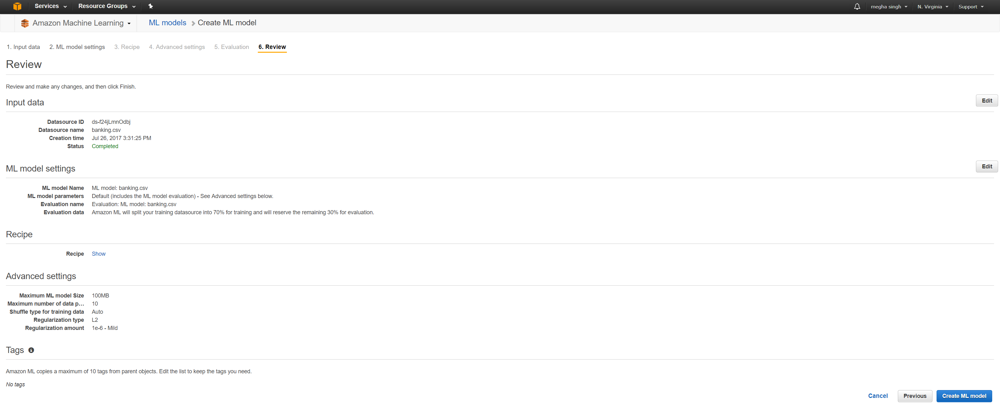 Services Resource Groups megha singh N. Virginia Support
Amazon Machine Learning ML models Create ML model
1. Input data 2. ML model settings 3. Recipe 4. Advanced settings 5. Evaluation 6. Review
Review
Review and make any changes, and then click Finish.
Input data Edit
Datasource ID ds-f24jLmnOdbj
Datasource name banking.csv
Creation time Jul 26, 2017 3:31:25 PM
Status Completed
ML model settings Edit
ML model Name ML model: banking.csv
ML model parameters Default (includes the ML model evaluation) - See Advanced settings below.
Evaluation name Evaluation: ML model: banking.csv
Evaluation data Amazon ML will split your training datasource into 70% for training and will reserve the remaining 30% for evaluation.
Recipe
Recipe Show
Advanced settings
Maximum ML model Size 100MB
Maximum number of data p... 10
Shuffle type for training data Auto
Regularization type L2
Regularization amount 1e-6 - Mild
Tags
Amazon ML copies a maximum of 10 tags from parent objects. Edit the list to keep the tags you need.
No tags
Cancel Previous Create ML model